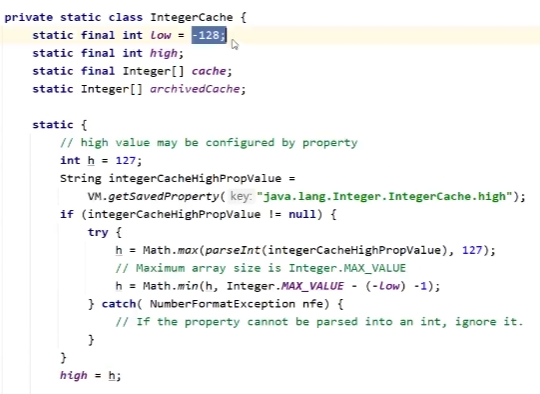 private static class IntegerCache {
    static final int low = -128;
    static final int high;
    static final Integer[] cache;
    static Integer[] archivedCache;

    static {
        // high value may be configured by property
        int h = 127;
        String integerCacheHighPropValue =
            VM.getSavedProperty( key: "java.lang.Integer.IntegerCache.high");
        if (integerCacheHighPropValue != null) {
            try {
                h = Math.max(parseInt(integerCacheHighPropValue), 127);
                // Maximum array size is Integer.MAX_VALUE
                h = Math.min(h, Integer.MAX_VALUE - (-low) -1);
            } catch( NumberFormatException nfe) {
                // If the property cannot be parsed into an int, ignore it.
            }
        }
        high = h;